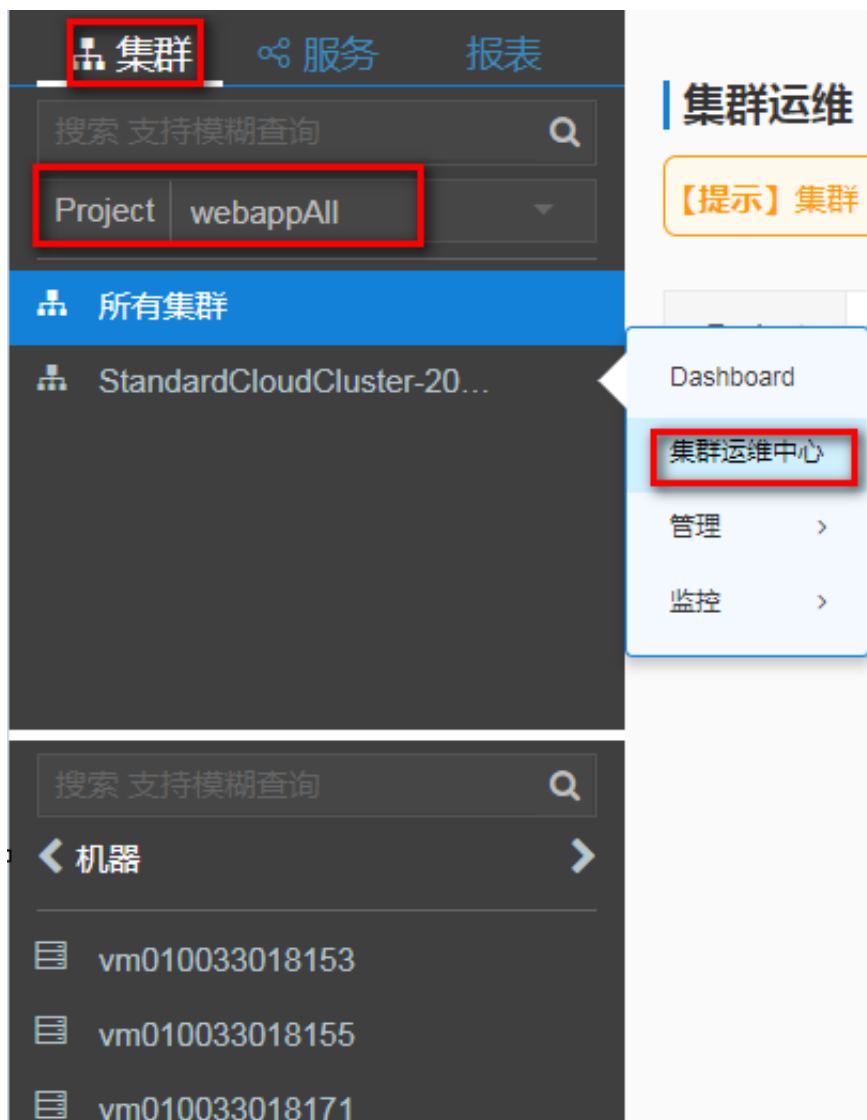 集群 服务 报表
搜索 支持模糊查询
Project webappAll
所有集群
StandardCloudCluster-20...
搜索 支持模糊查询
机器
vm010033018153
vm010033018155
vm010033018171
集群运维
【提示】集群
Dashboard
集群运维中心
管理
监控